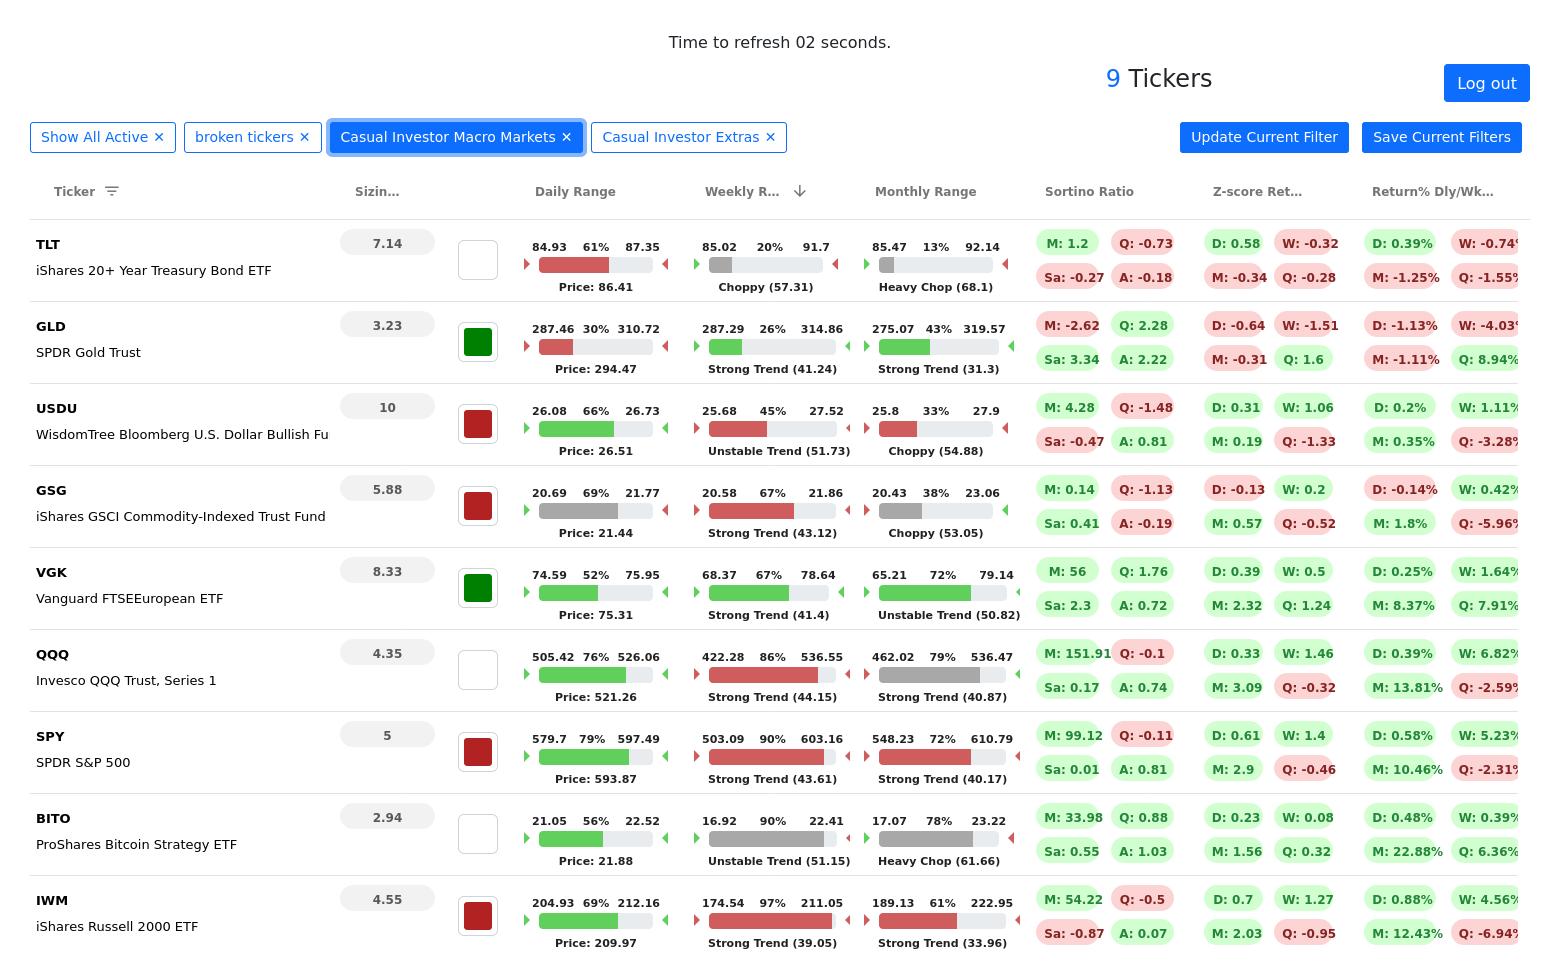 Time to refresh 02 seconds.
9 Tickers
Log out
Show All Active ✕ broken tickers ✕ Casual Investor Macro Markets ✕ Casual Investor Extras ✕ Update Current Filter Save Current Filters
Ticker Sizin... Daily Range Weekly R... Monthly Range Sortino Ratio Z-score Ret... Return% Dly/Wk...
TLT 7.14 84.93 61% 87.35 85.02 20% 91.7 85.47 13% 92.14 M: 1.2 Q: -0.73 D: 0.58 W: -0.32 D: 0.39% W: -0.74%
iShares 20+ Year Treasury Bond ETF Price: 86.41 Choppy (57.31) Heavy Chop (68.1) Sa: -0.27 A: -0.18 M: -0.34 Q: -0.28 M: -1.25% Q: -1.55%
GLD 3.23 287.46 30% 310.72 287.29 26% 314.86 275.07 43% 319.57 M: -2.62 Q: 2.28 D: -0.64 W: -1.51 D: -1.13% W: -4.03%
SPDR Gold Trust Price: 294.47 Strong Trend (41.24) Strong Trend (31.3) Sa: 3.34 A: 2.22 M: -0.31 Q: 1.6 M: -1.11% Q: 8.94%
USDU 10 26.08 66% 26.73 25.68 45% 27.52 25.8 33% 27.9 M: 4.28 Q: -1.48 D: 0.31 W: 1.06 D: 0.2% W: 1.11%
WisdomTree Bloomberg U.S. Dollar Bullish Fu Price: 26.51 Unstable Trend (51.73) Choppy (54.88) Sa: -0.47 A: 0.81 M: 0.19 Q: -1.33 M: 0.35% Q: -3.28%
GSG 5.88 20.69 69% 21.77 20.58 67% 21.86 20.43 38% 23.06 M: 0.14 Q: -1.13 D: -0.13 W: 0.2 D: -0.14% W: 0.42%
iShares GSCI Commodity-Indexed Trust Fund Price: 21.44 Strong Trend (43.12) Choppy (53.05) Sa: 0.41 A: -0.19 M: 0.57 Q: -0.52 M: 1.8% Q: -5.96%
VGK 8.33 74.59 52% 75.95 68.37 67% 78.64 65.21 72% 79.14 M: 56 Q: 1.76 D: 0.39 W: 0.5 D: 0.25% W: 1.64%
Vanguard FTSEEuropean ETF Price: 75.31 Strong Trend (41.4) Unstable Trend (50.82) Sa: 2.3 A: 0.72 M: 2.32 Q: 1.24 M: 8.37% Q: 7.91%
QQQ 4.35 505.42 76% 526.06 422.28 86% 536.55 462.02 79% 536.47 M: 151.91 Q: -0.1 D: 0.33 W: 1.46 D: 0.39% W: 6.82%
Invesco QQQ Trust, Series 1 Price: 521.26 Strong Trend (44.15) Strong Trend (40.87) Sa: 0.17 A: 0.74 M: 3.09 Q: -0.32 M: 13.81% Q: -2.59%
SPY 5 579.7 79% 597.49 503.09 90% 603.16 548.23 72% 610.79 M: 99.12 Q: -0.11 D: 0.61 W: 1.4 D: 0.58% W: 5.23%
SPDR S&P 500 Price: 593.87 Strong Trend (43.61) Strong Trend (40.17) Sa: 0.01 A: 0.81 M: 2.9 Q: -0.46 M: 10.46% Q: -2.31%
BITO 2.94 21.05 56% 22.52 16.92 90% 22.41 17.07 78% 23.22 M: 33.98 Q: 0.88 D: 0.23 W: 0.08 D: 0.48% W: 0.39%
ProShares Bitcoin Strategy ETF Price: 21.88 Unstable Trend (51.15) Heavy Chop (61.66) Sa: 0.55 A: 1.03 M: 1.56 Q: 0.32 M: 22.88% Q: 6.36%
IWM 4.55 204.93 69% 212.16 174.54 97% 211.05 189.13 61% 222.95 M: 54.22 Q: -0.5 D: 0.7 W: 1.27 D: 0.88% W: 4.56%
iShares Russell 2000 ETF Price: 209.97 Strong Trend (39.05) Strong Trend (33.96) Sa: -0.87 A: 0.07 M: 2.03 Q: -0.95 M: 12.43% Q: -6.94%